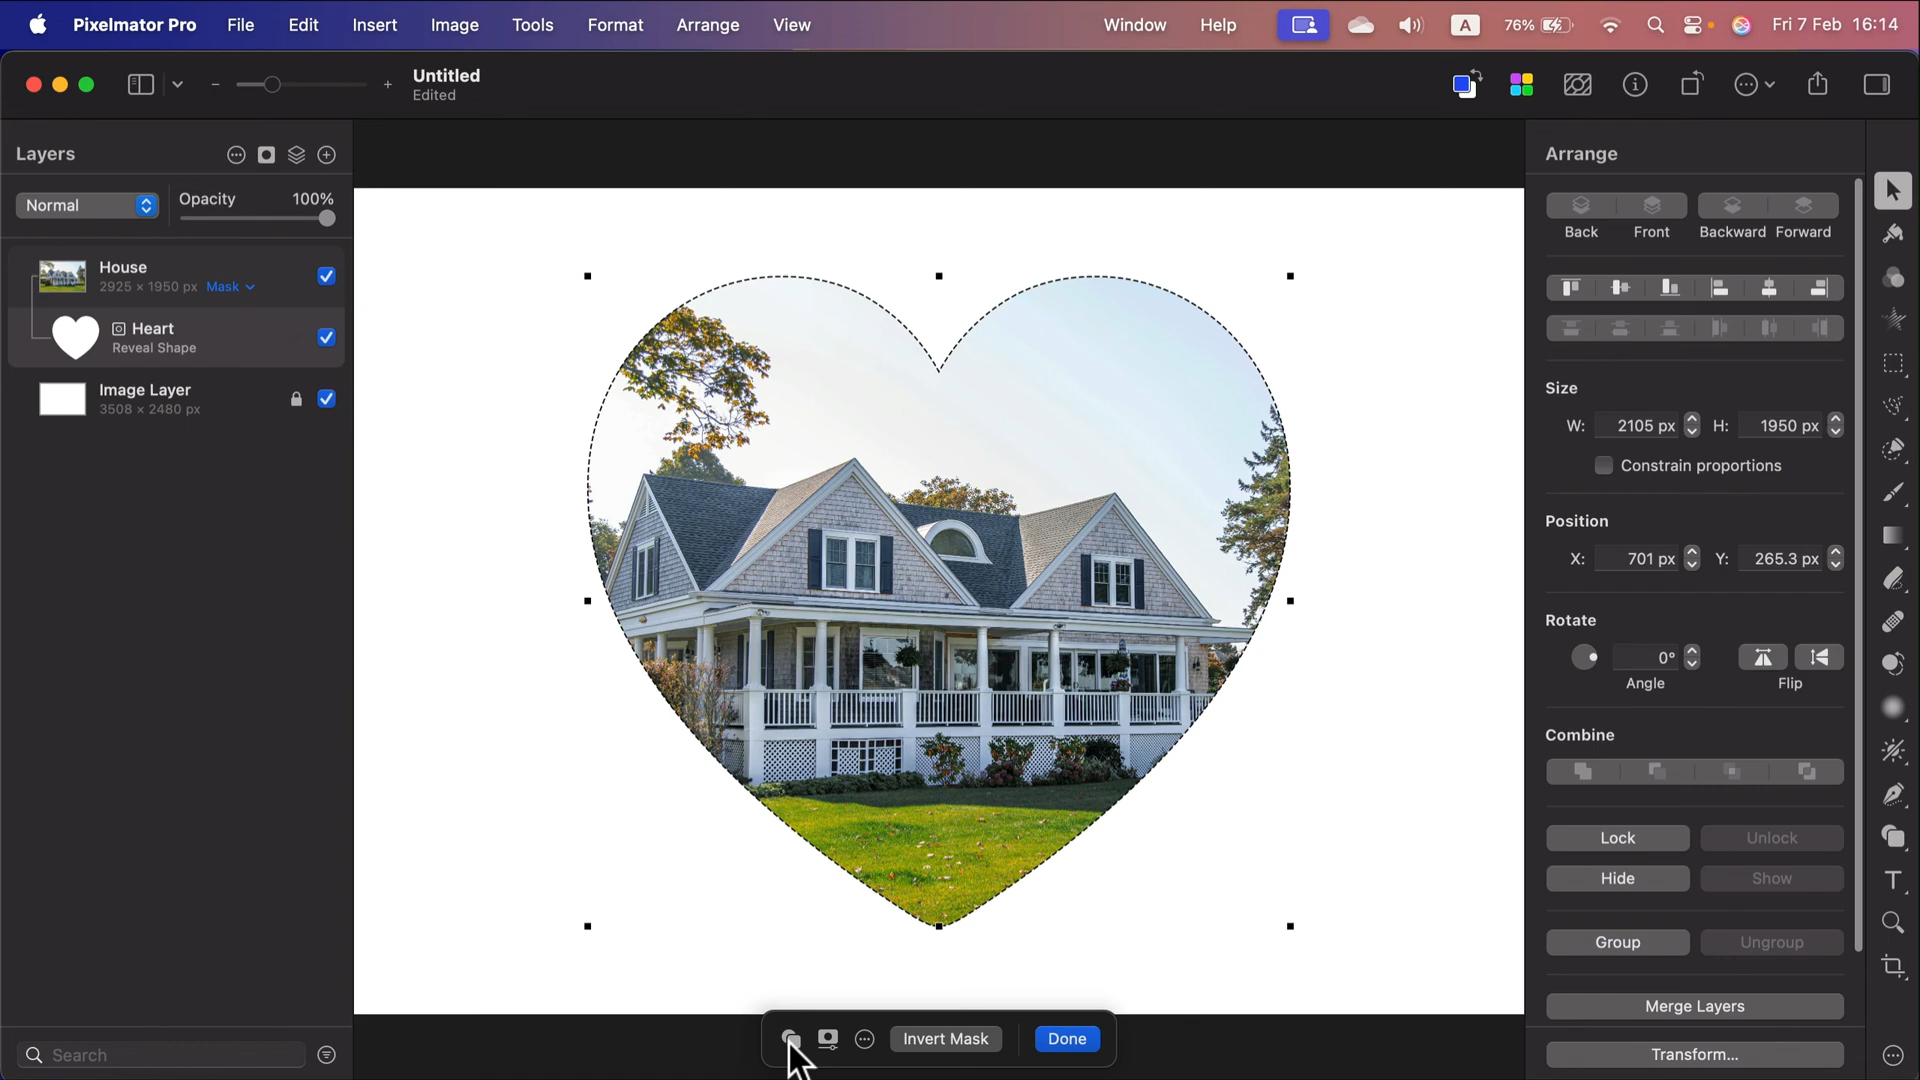 Pixelmator Pro File Edit Insert Image Tools Format Arrange View Window Help A 76% Fri 7 Feb 16:14
Untitled
Edited
Layers
Normal
Opacity 100%
House
2925 × 1950 px Mask
Heart
Reveal Shape
Image Layer
3508 × 2480 px
Search
Invert Mask
Done
Arrange
Back Front Backward Forward
Size
W: 2105 px H: 1950 px
Constrain proportions
Position
X: 701 px Y: 265.3 px
Rotate
0°
Angle Flip
Combine
Lock Unlock
Hide Show
Group Ungroup
Merge Layers
Transform...